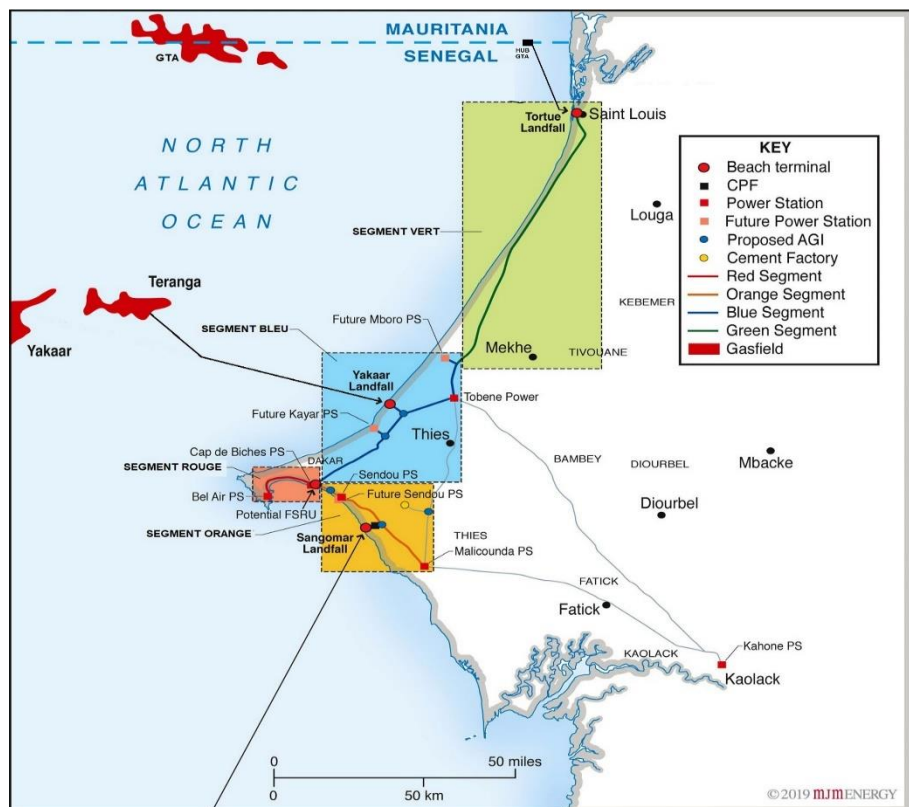 MAURITANIA
SENEGAL
GTA
HUB
GTA
NORTH
ATLANTIC
OCEAN
Tortue
Landfall
Saint Louis
KEY
Beach terminal
CPF
Power Station
Future Power Station
Proposed AGI
Cement Factory
Red Segment
Orange Segment
Blue Segment
Green Segment
Gasfield
Louga
SEGMENT VERT
Teranga
Yakaar
KEBEMER
SEGMENT BLEU
Future Mboro PS
Mekhe
TIVOUANE
Yakaar
Landfall
Tobene Power
Future Kayar PS
Thies
Cap de Biches PS
DAKAR
SEGMENT ROUGE
Sendou PS
BAMBEY
DIOURBEL
Mbacke
Bel Air PS
Future Sendou PS
Potential FSRU
Diourbel
SEGMENT ORANGE
Sangomar
Landfall
THIES
Malicounda PS
FATICK
Fatick
KAOLACK
Kahone PS
Kaolack
0 50 miles
0 50 km
©2019 MJMENERGY